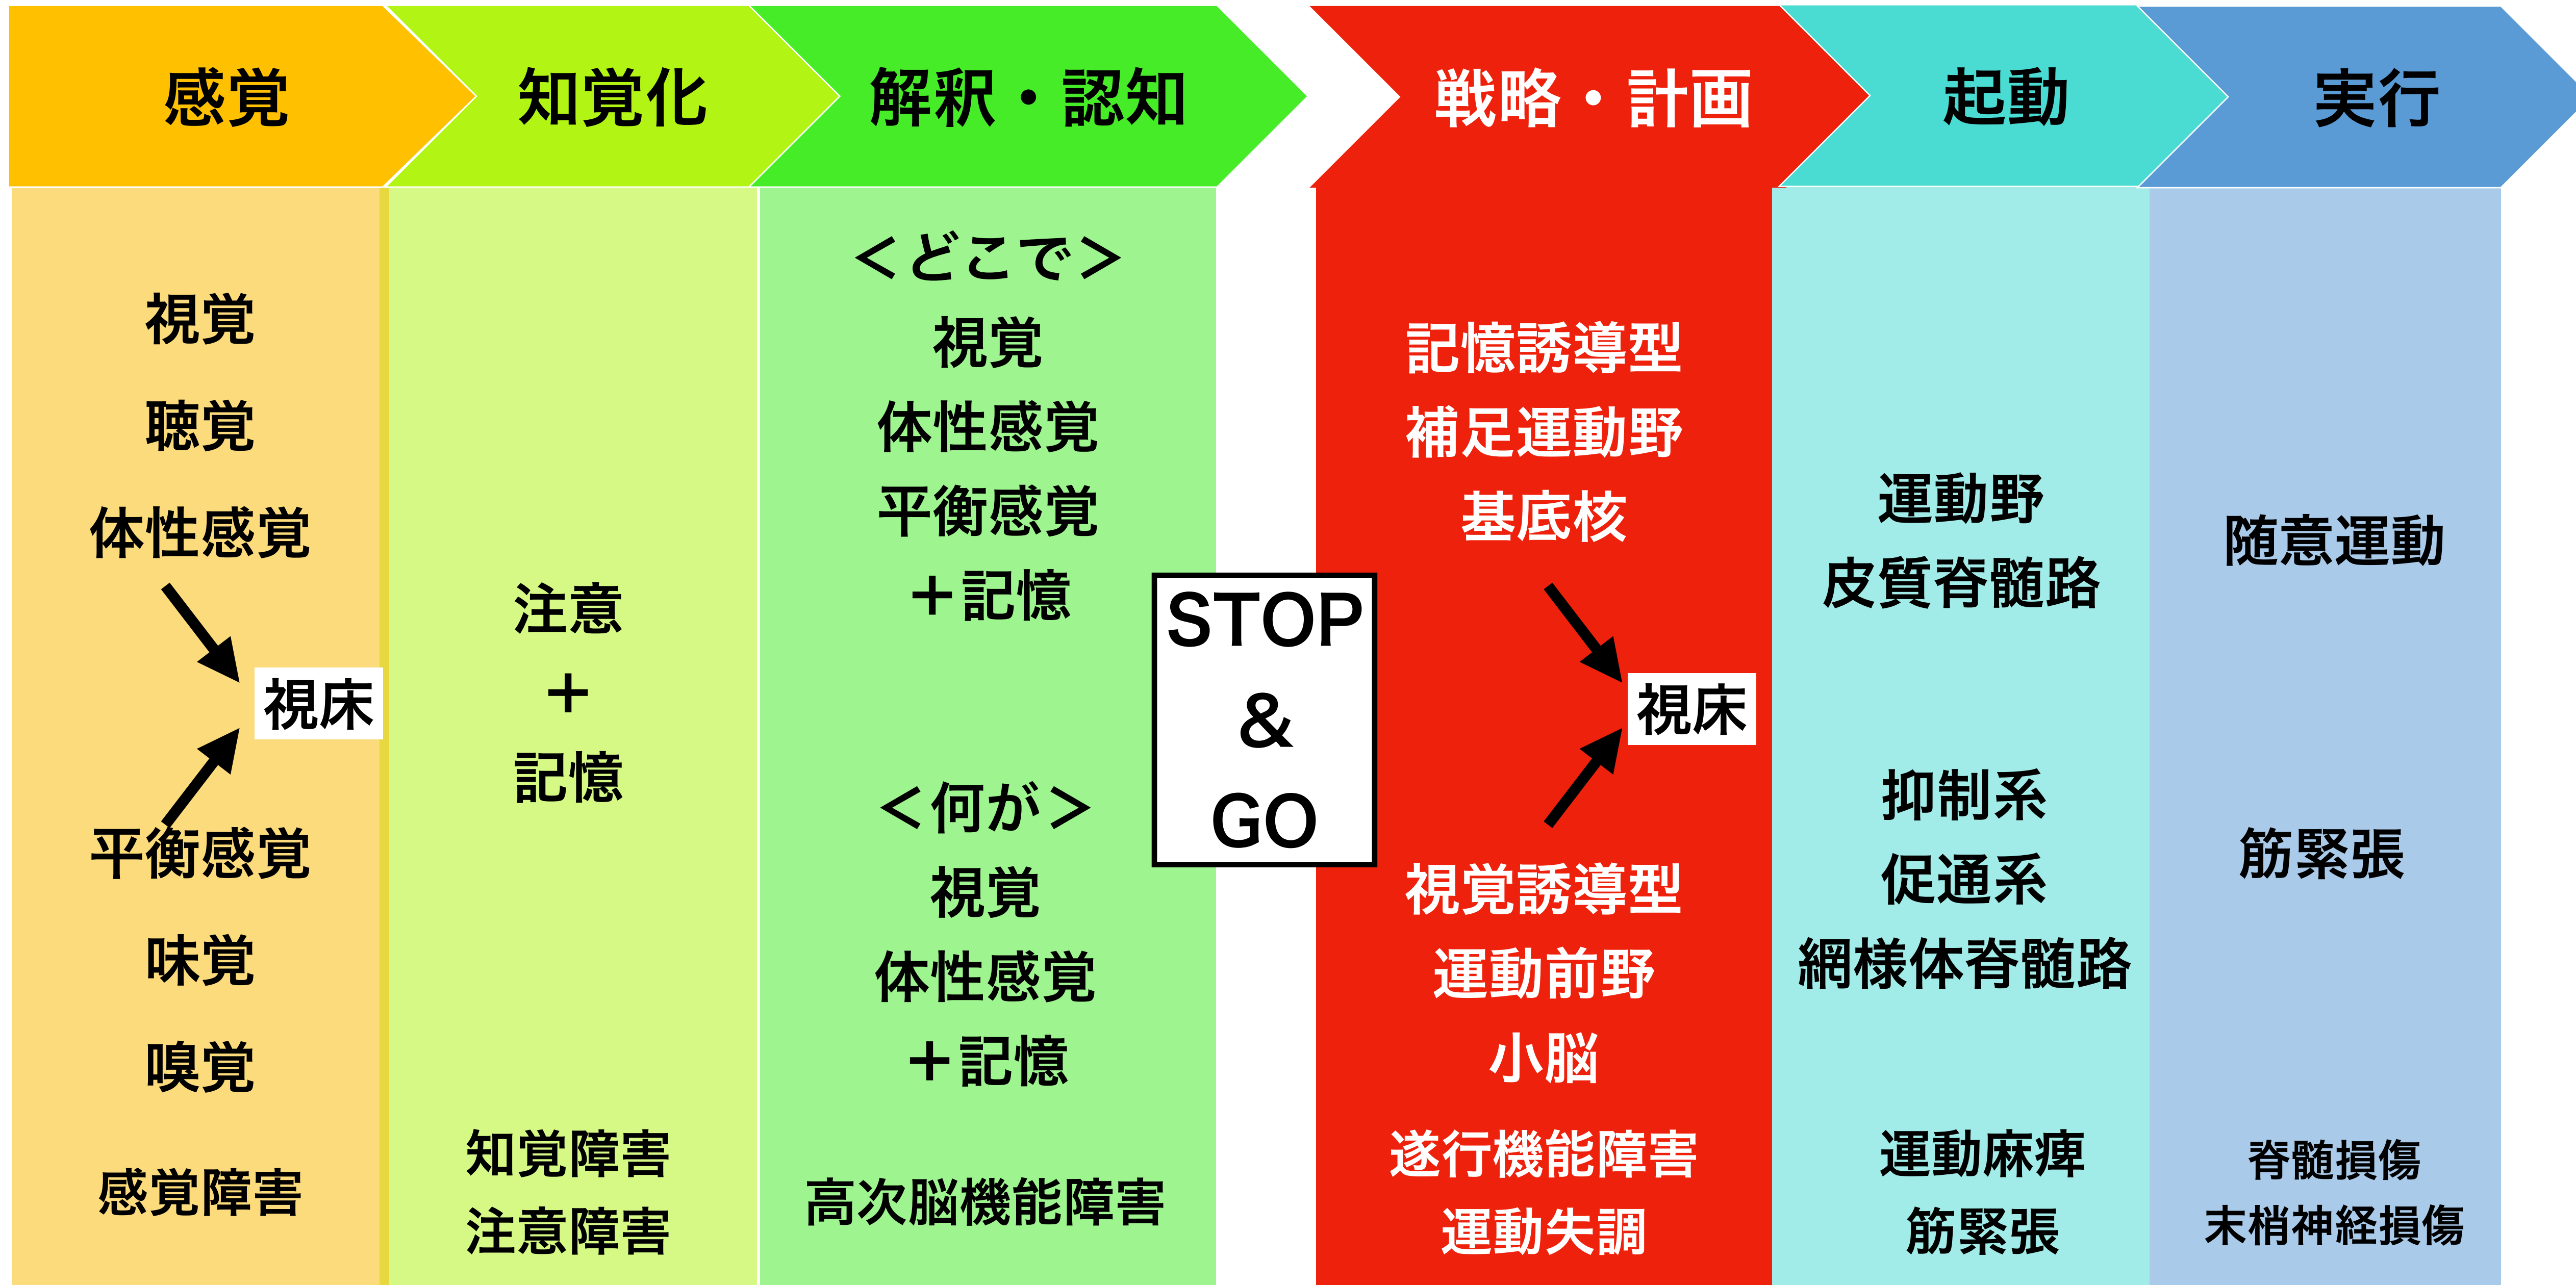 感覚
知覚化
解釈・認知
戦略・計画
起動
実行
視覚
聴覚
体性感覚
視床
平衡感覚
味覚
嗅覚
感覚障害
注意
＋
記憶
知覚障害
注意障害
＜どこで＞
視覚
体性感覚
平衡感覚
＋記憶
＜何が＞
視覚
体性感覚
＋記憶
高次脳機能障害
STOP
&
GO
記憶誘導型
補足運動野
基底核
視床
視覚誘導型
運動前野
小脳
遂行機能障害
運動失調
運動野
皮質脊髄路
抑制系
促通系
網様体脊髄路
運動麻痺
筋緊張
随意運動
筋緊張
脊髄損傷
末梢神経損傷